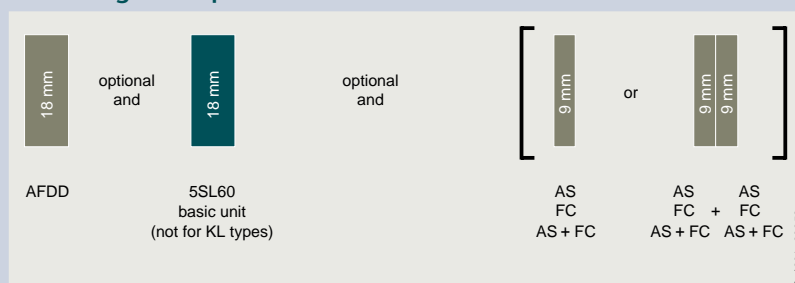 18 mm
optional
and
18 mm
optional
and
9 mm
or
9 mm 9 mm
AFDD
5SL60
basic unit
(not for KL types)
AS
FC
AS + FC
AS AS
FC + FC
AS + FC AS + FC